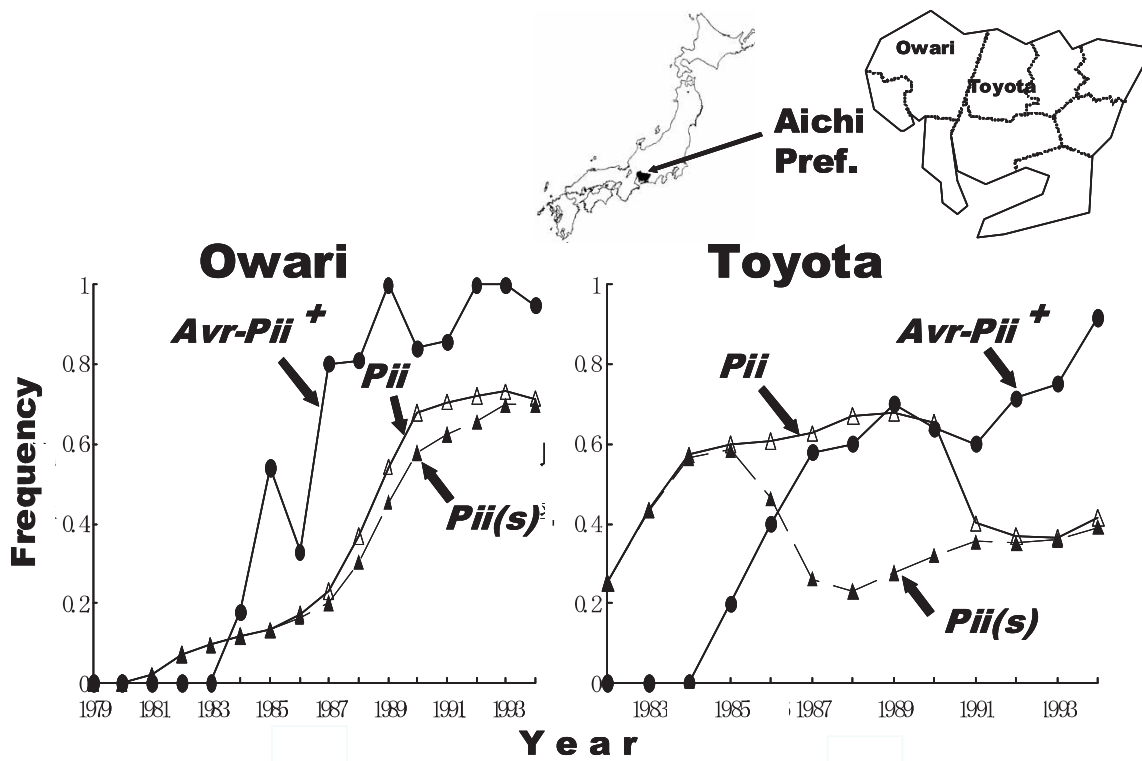 Owari
Toyota
Aichi
Pref.
Owari
Toyota
Frequency
1
0.8
0.6
0.4
0.2
0
Avr-Pii +
Pii
Pii(s)
1979 1981 1983 1985 1987 1989 1991 1993
1
0.8
0.6
0.4
0.2
0
Pii
Avr-Pii +
Pii(s)
1983 1985 1987 1989 1991 1993
Year